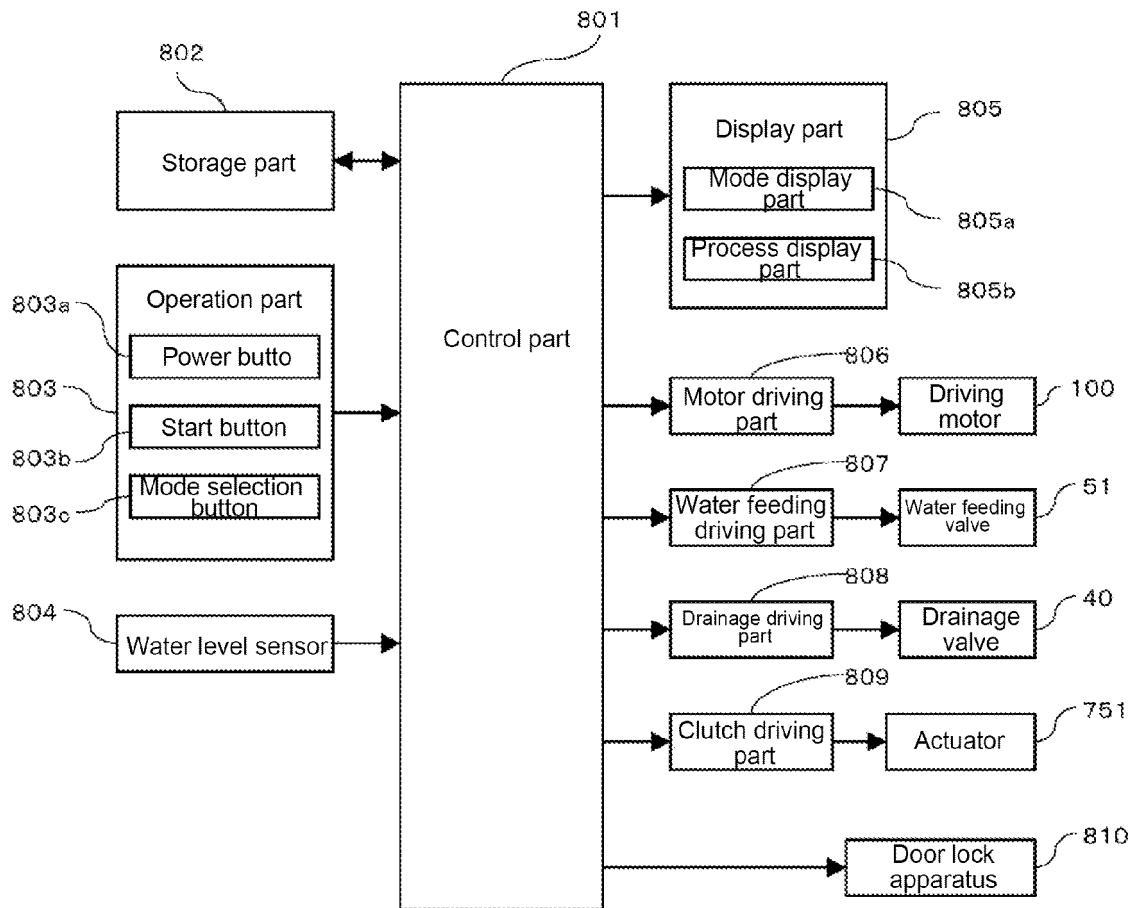 801
802
Storage part
Control part
805
Display part
Mode display
part
805a
Process display
part
805b
803a
Operation part
Power butto
803
Start button
803b
Mode selection
button
803c
804
Water level sensor
806
Motor driving
part
Driving
motor
100
807
Water feeding
driving part
Water feeding
valve
51
808
Drainage driving
part
Drainage
valve
40
809
Clutch driving
part
Actuator
751
Door lock
apparatus
810